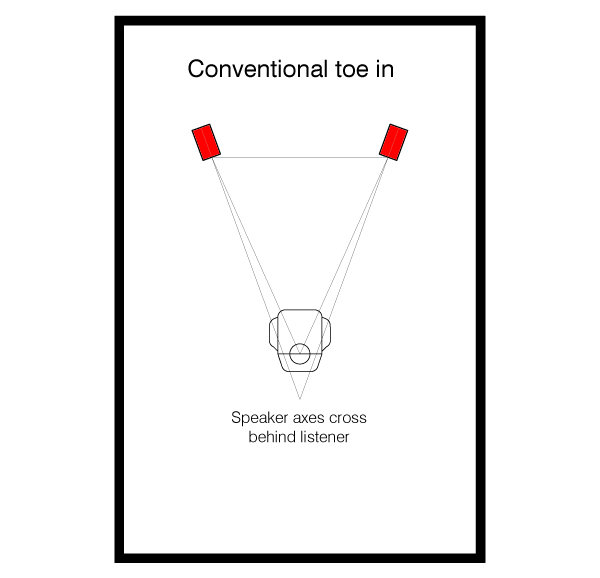 Conventional toe in
Speaker axes cross
behind listener